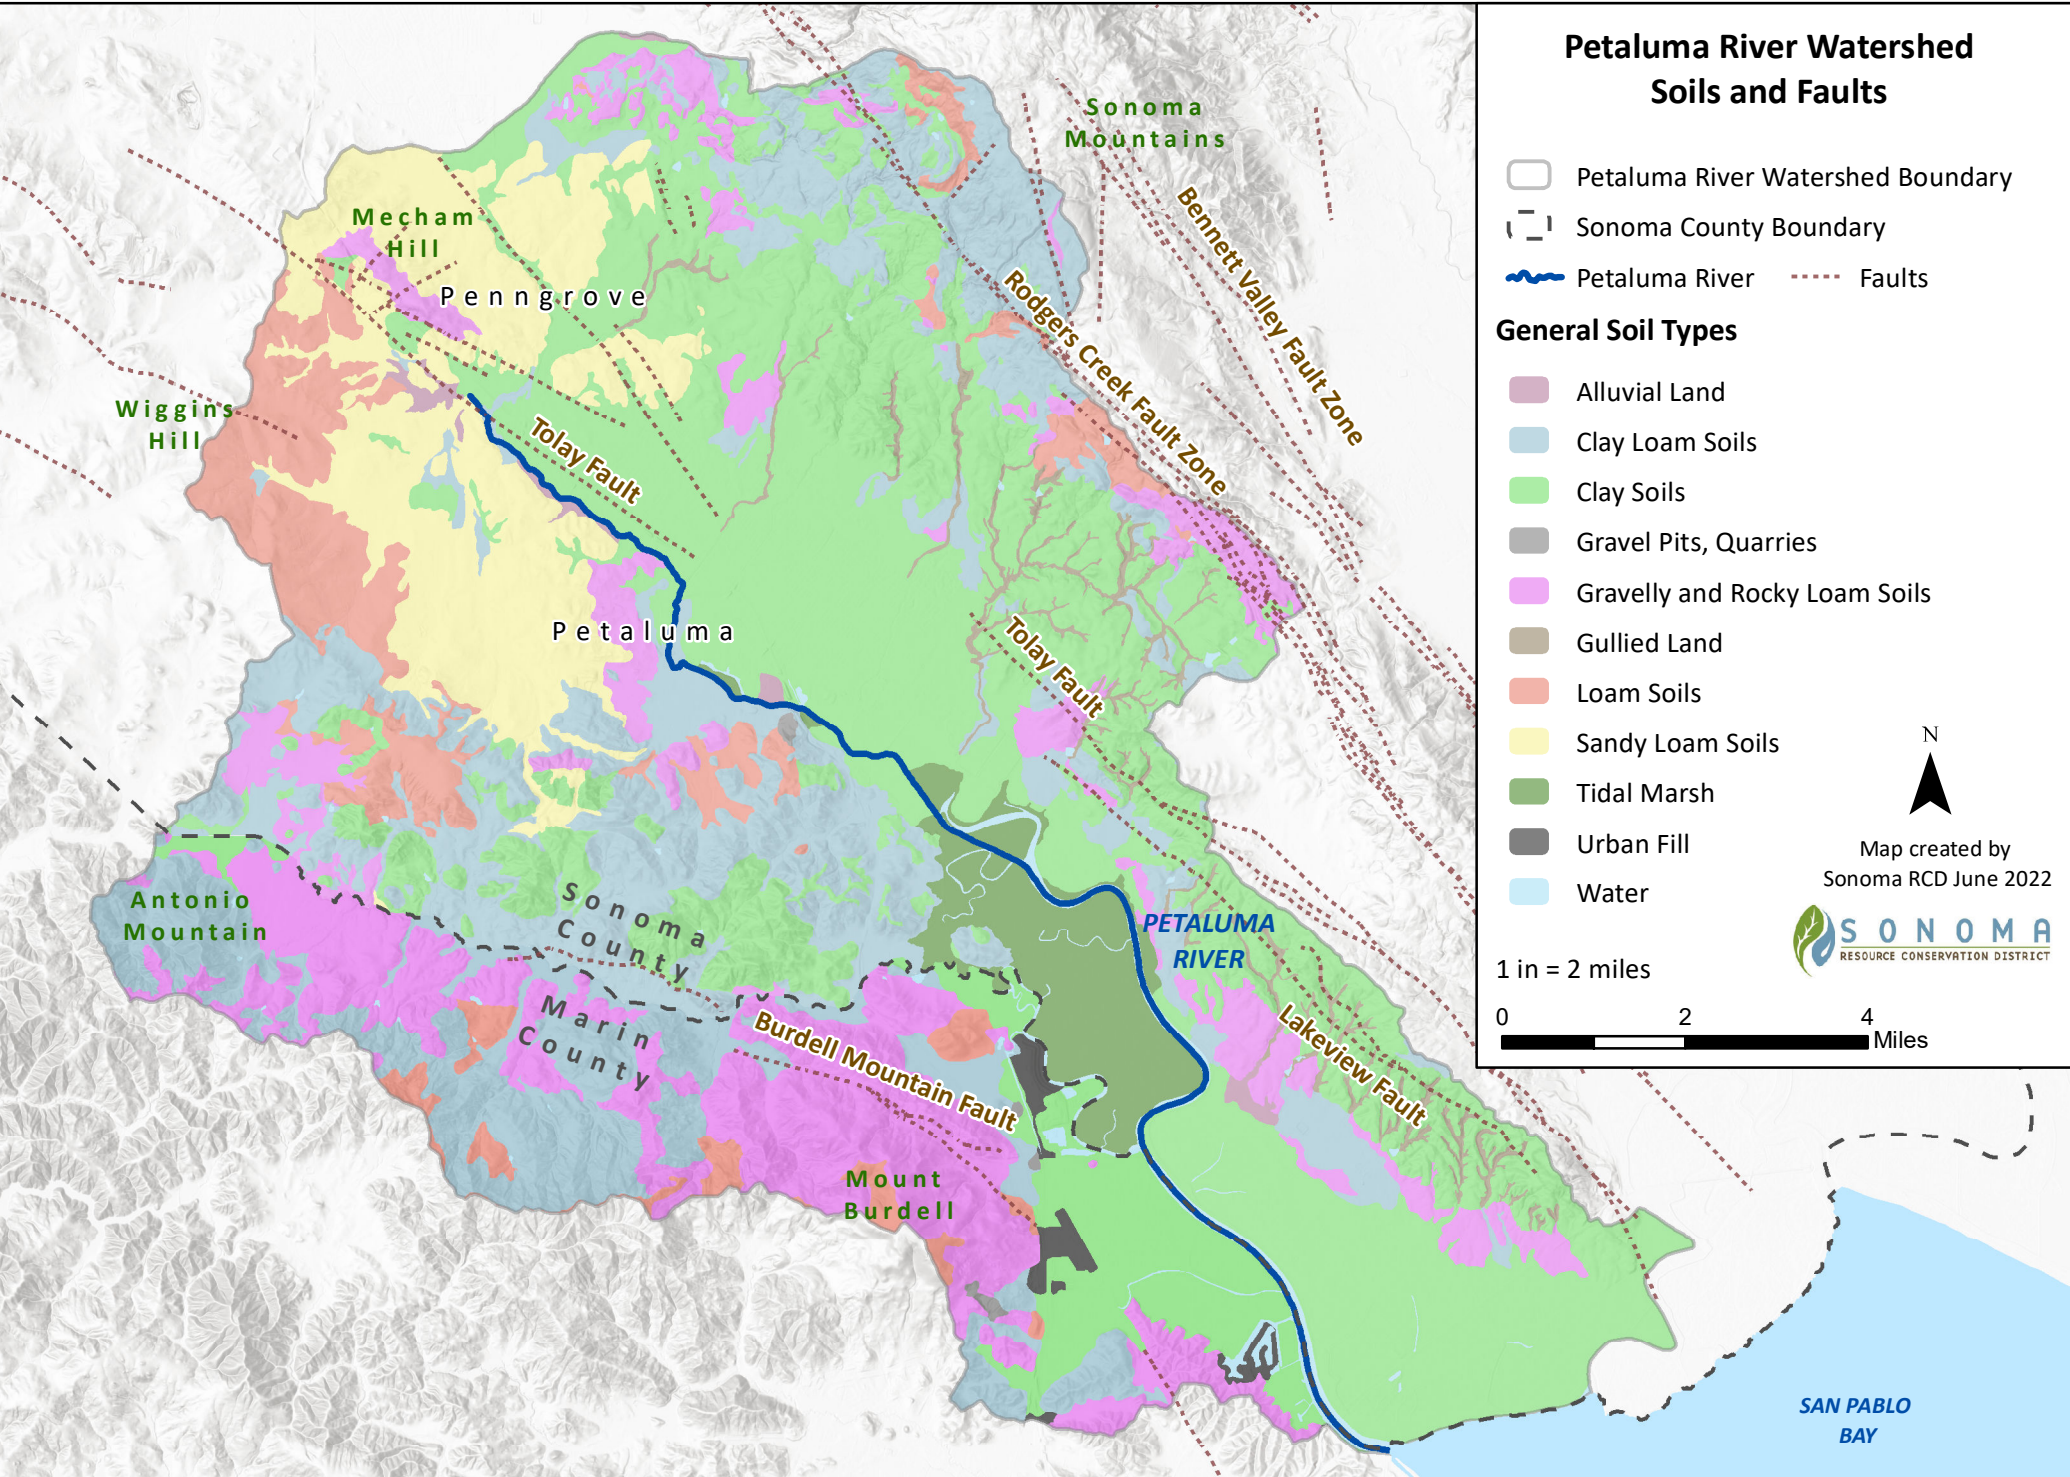 Petaluma River Watershed
Soils and Faults
Petaluma River Watershed Boundary
Sonoma County Boundary
Petaluma River
Faults
General Soil Types
Alluvial Land
Clay Loam Soils
Clay Soils
Gravel Pits, Quarries
Gravelly and Rocky Loam Soils
Gullied Land
Loam Soils
Sandy Loam Soils
Tidal Marsh
Urban Fill
Water
N
Map created by
Sonoma RCD June 2022
SONOMA
RESOURCE CONSERVATION DISTRICT
1 in = 2 miles
0 2 4
Miles
Sonoma
Mountains
Bennett Valley Fault Zone
Rodgers Creek Fault Zone
Mecham
Hill
Penngrove
Wiggins
Hill
Tolay Fault
Petaluma
Tolay Fault
Antonio
Mountain
Sonoma
County
PETALUMA
RIVER
Marin
County
Burdell Mountain Fault
Lakeview Fault
Mount
Burdell
SAN PABLO
BAY